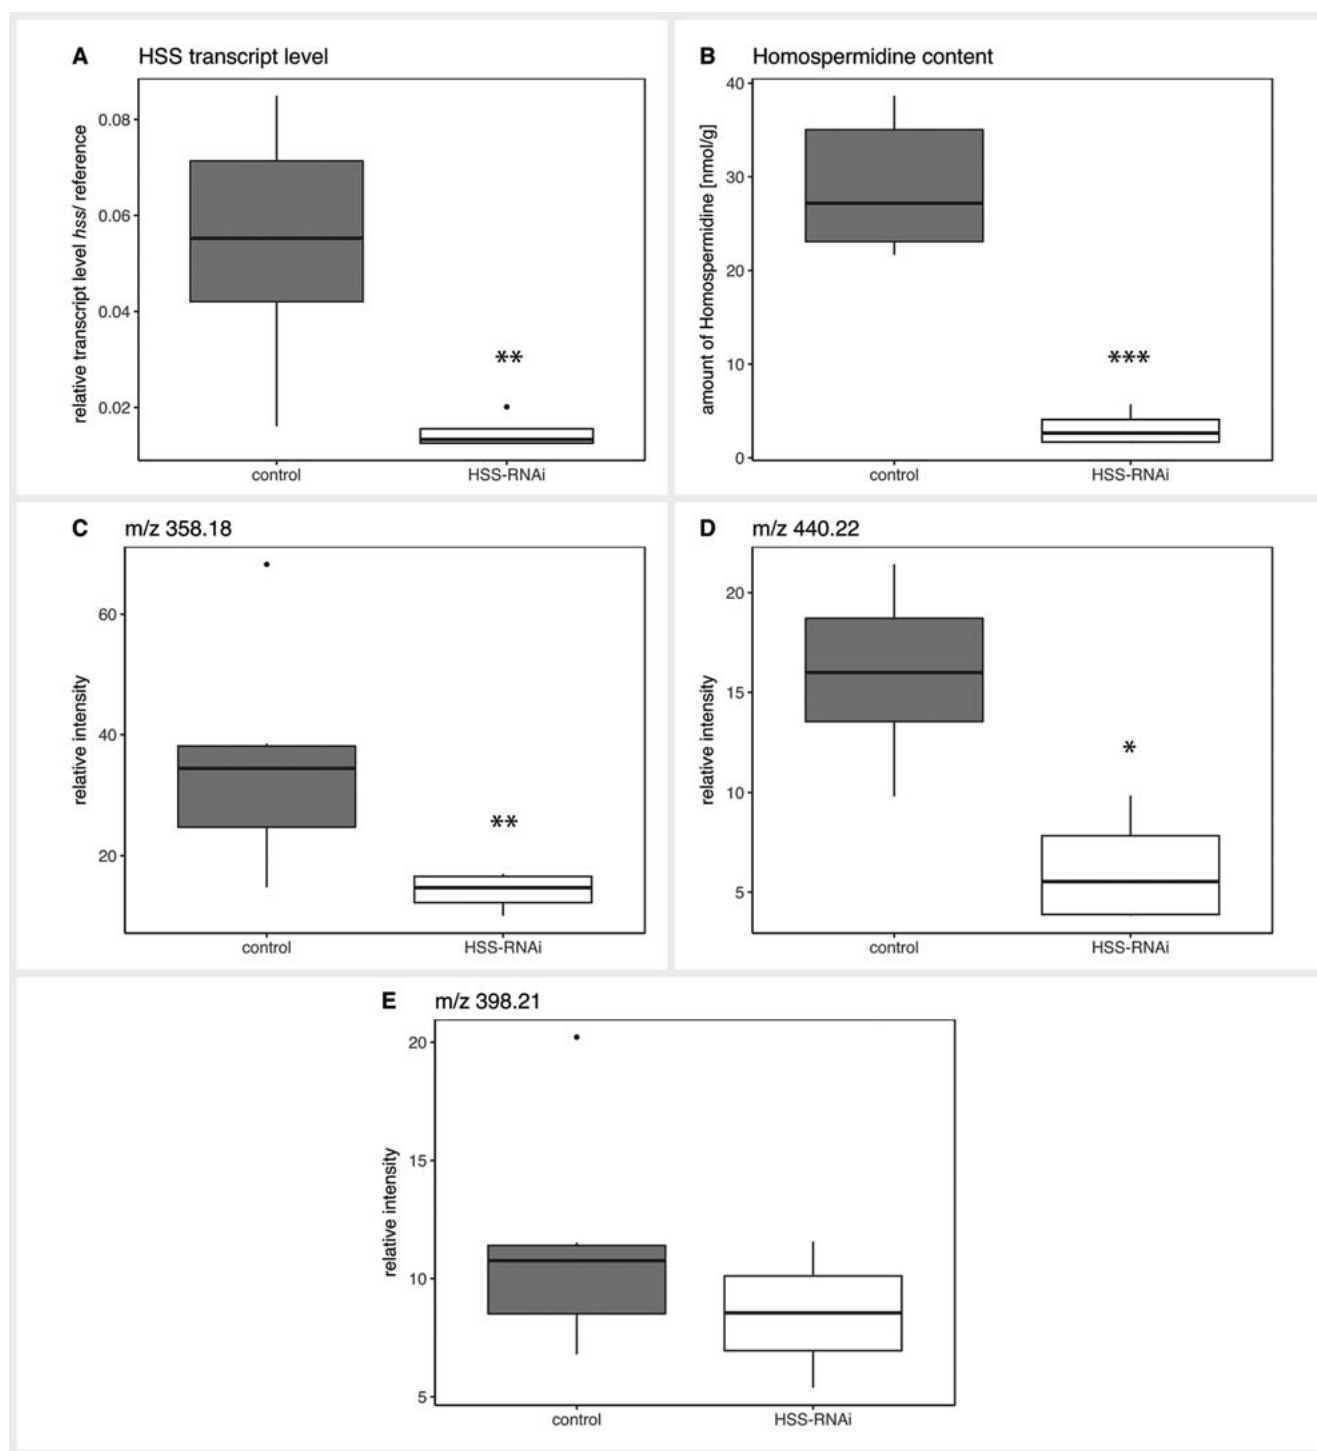 A HSS transcript level
relative transcript level hss/ reference
0.08
0.06
0.04
0.02
**
control
HSS-RNAi
B Homospermidine content
amount of Homospermidine [nmol/g]
40
30
20
10
0
***
control
HSS-RNAi
C m/z 358.18
relative intensity
60
40
20
**
control
HSS-RNAi
D m/z 440.22
relative intensity
20
15
10
5
*
control
HSS-RNAi
E m/z 398.21
relative intensity
20
15
10
5
control
HSS-RNAi